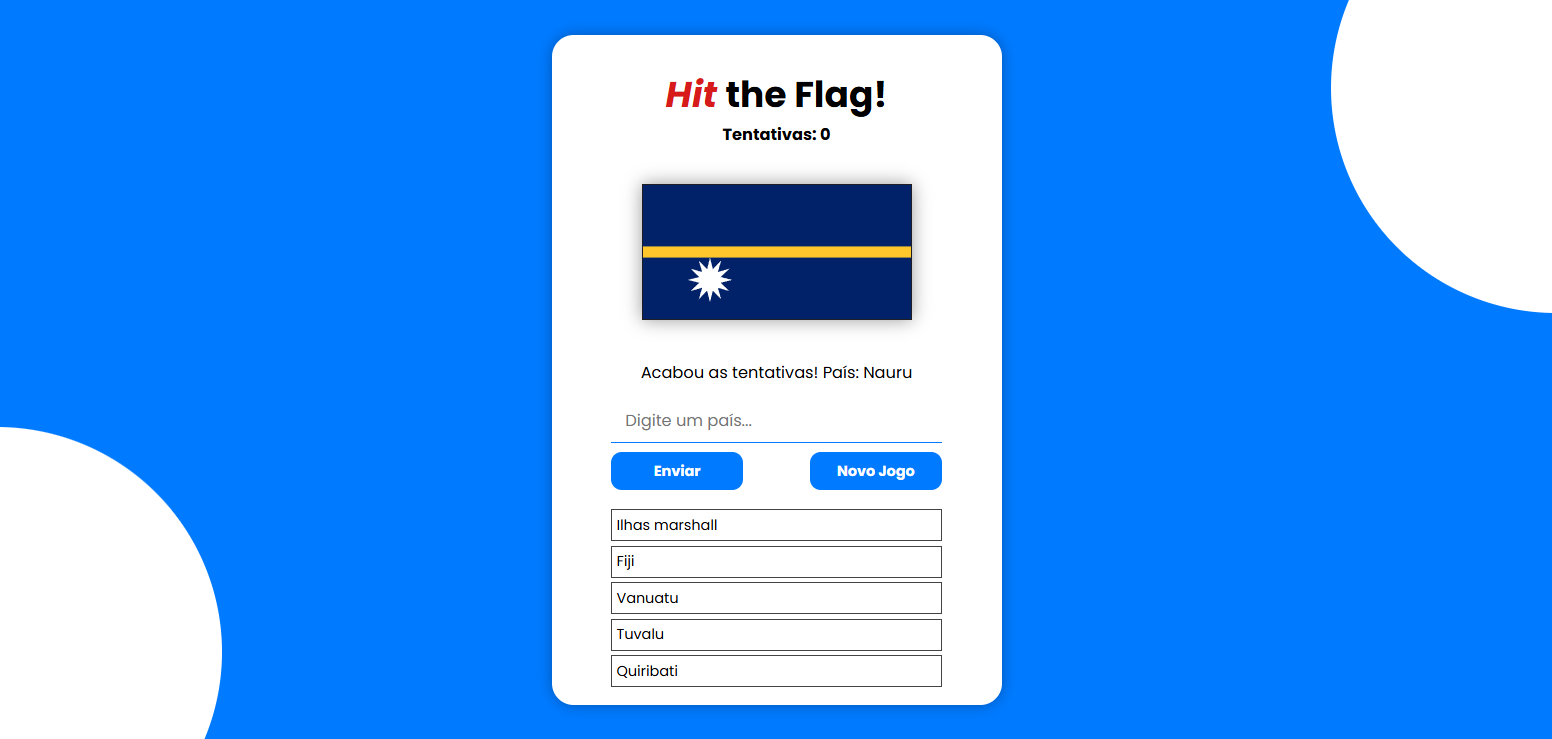 Hit the Flag!
Tentativas: 0
Acabou as tentativas! País: Nauru
Digite um país...
Enviar
Novo Jogo
Ilhas marshall
Fiji
Vanuatu
Tuvalu
Quiribati